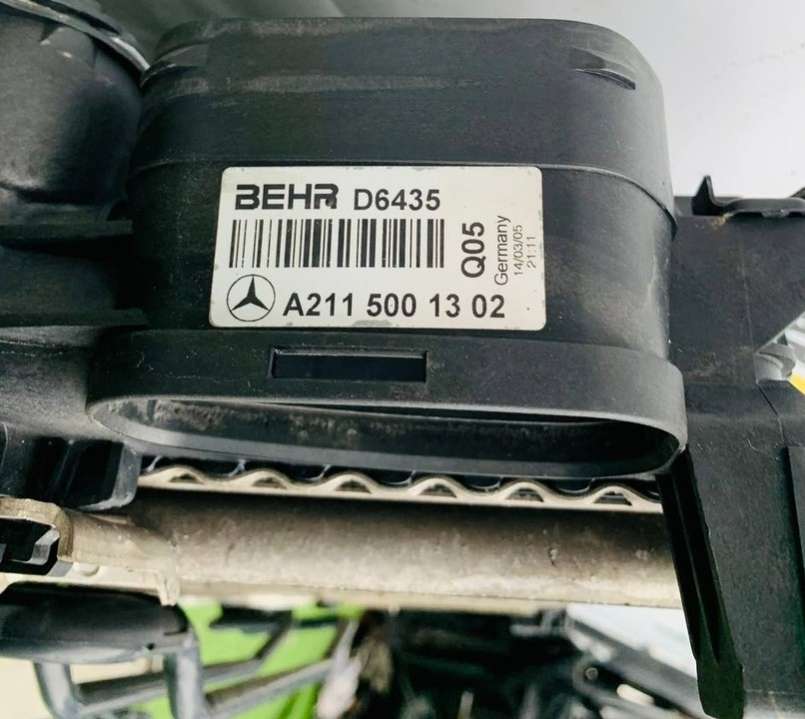 BEHR D6435
Q05
Germany
14/03/05
21:11
A211 500 13 02